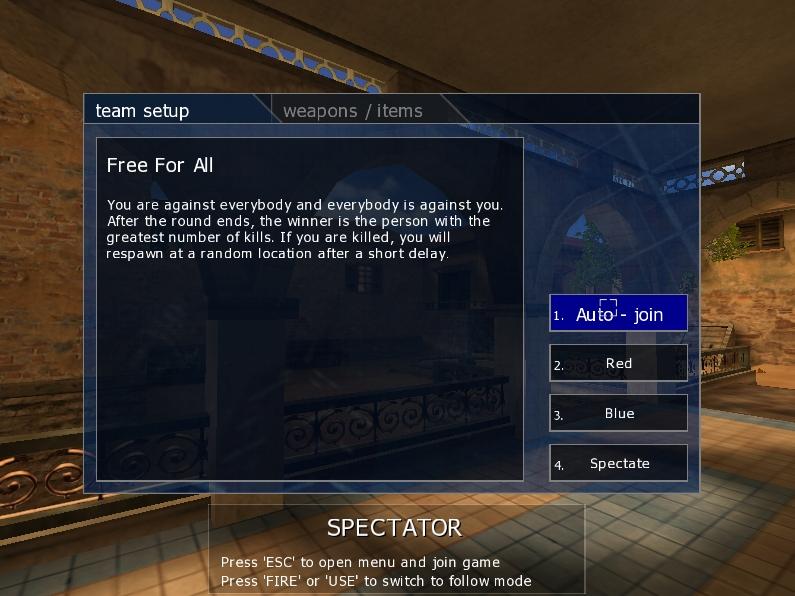 team setup
weapons / items
Free For All
You are against everybody and everybody is against you.
After the round ends, the winner is the person with the
greatest number of kills. If you are killed, you will
respawn at a random location after a short delay.
1. Auto - join
2. Red
3. Blue
4. Spectate
SPECTATOR
Press 'ESC' to open menu and join game
Press 'FIRE' or 'USE' to switch to follow mode